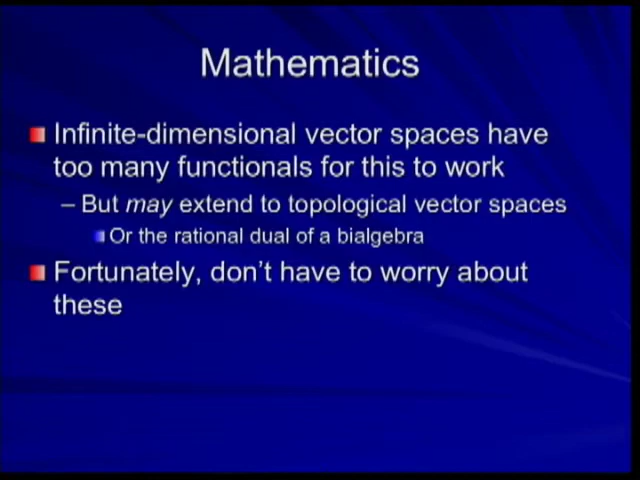 Mathematics
Infinite-dimensional vector spaces have
too many functionals for this to work
– But may extend to topological vector spaces
Or the rational dual of a bialgebra
Fortunately, don't have to worry about
these